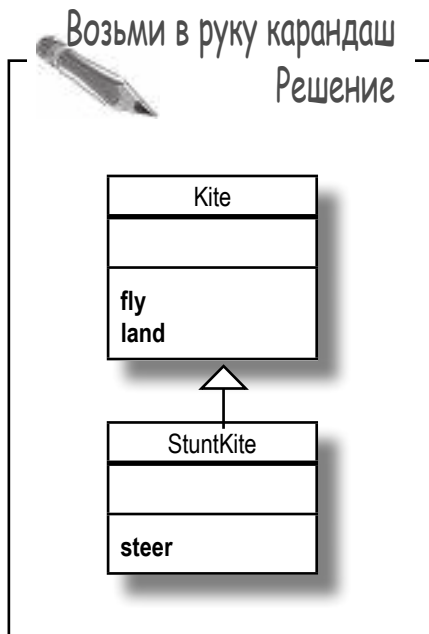 Возьми в руку карандаш
Решение
Kite
fly
land
StuntKite
steer